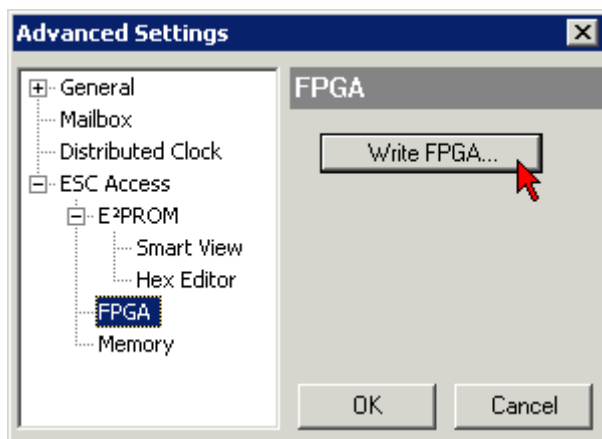 Advanced Settings
General
Mailbox
Distributed Clock
ESC Access
E²PROM
Smart View
Hex Editor
FPGA
Memory
FPGA
Write FPGA...
OK
Cancel